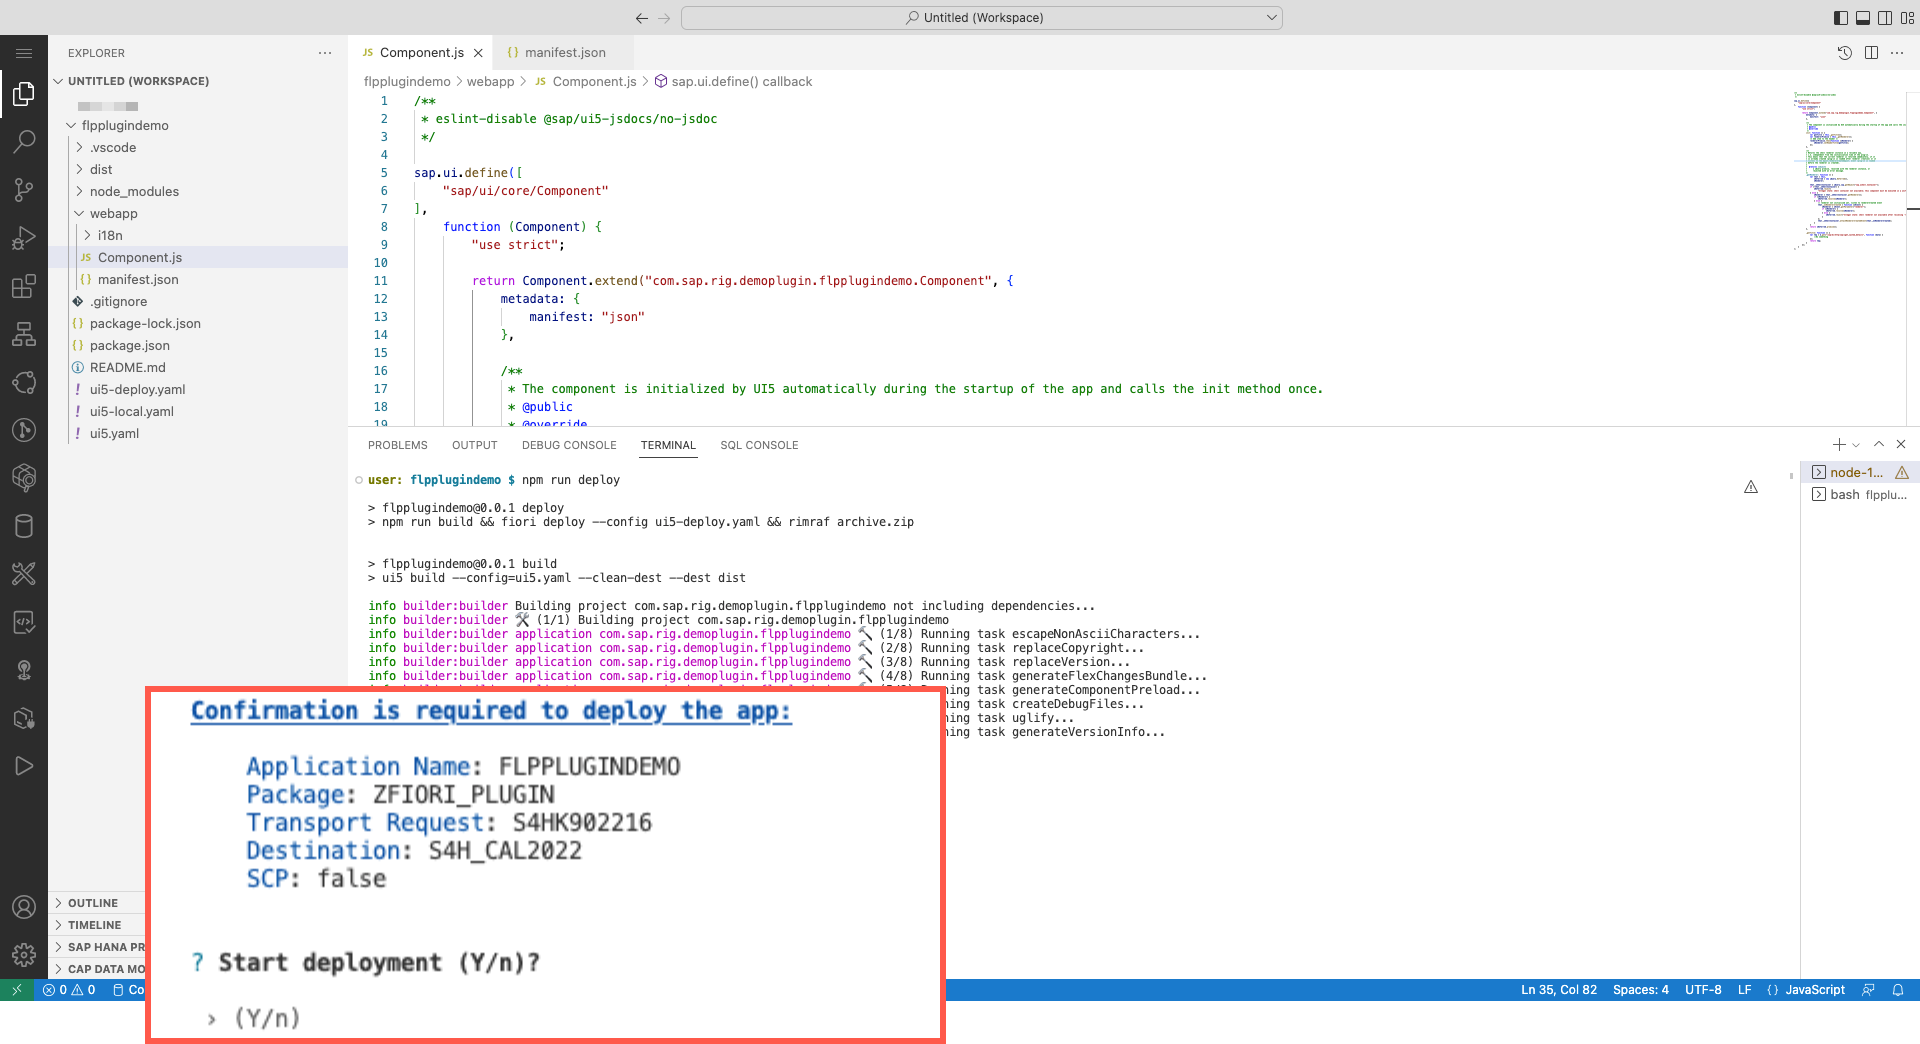 Untitled (Workspace)
EXPLORER
UNTITLED (WORKSPACE)
flpplugindemo
.vscode
dist
node_modules
webapp
i18n
JS Component.js
{} manifest.json
.gitignore
{} package-lock.json
{} package.json
README.md
! ui5-deploy.yaml
! ui5-local.yaml
! ui5.yaml
OUTLINE
TIMELINE
SAP HANA PR
CAP DATA MO
JS Component.js
{} manifest.json
flpplugindemo > webapp > JS Component.js > sap.ui.define() callback
1 /**
2 * eslint-disable @sap/ui5-jsdocs/no-jsdoc
3 */
4
5 sap.ui.define([
6 "sap/ui/core/Component"
7 ],
8 function (Component) {
9 "use strict";
10
11 return Component.extend("com.sap.rig.demoplugin.flpplugindemo.Component", {
12 metadata: {
13 manifest: "json"
14 },
15
16 /**
17 * The component is initialized by UI5 automatically during the startup of the app and calls the init method once.
18 * @public
19 * @override
PROBLEMS OUTPUT DEBUG CONSOLE TERMINAL SQL CONSOLE
node-1...
bash flpplu...
user: flpplugindemo $ npm run deploy
> flpplugindemo@0.0.1 deploy
> npm run build && fiori deploy --config ui5-deploy.yaml && rimraf archive.zip
> flpplugindemo@0.0.1 build
> ui5 build --config=ui5.yaml --clean-dest --dest dist
info builder:builder Building project com.sap.rig.demoplugin.flpplugindemo not including dependencies...
info builder:builder (1/1) Building project com.sap.rig.demoplugin.flpplugindemo
info builder:builder application com.sap.rig.demoplugin.flpplugindemo (1/8) Running task escapeNonAsciiCharacters...
info builder:builder application com.sap.rig.demoplugin.flpplugindemo (2/8) Running task replaceCopyright...
info builder:builder application com.sap.rig.demoplugin.flpplugindemo (3/8) Running task replaceVersion...
info builder:builder application com.sap.rig.demoplugin.flpplugindemo (4/8) Running task generateFlexChangesBundle...
ning task generateComponentPreload...
ning task createDebugFiles...
ning task uglify...
ning task generateVersionInfo...
Confirmation is required to deploy the app:
Application Name: FLPPLUGINDEMO
Package: ZFIORI_PLUGIN
Transport Request: S4HK902216
Destination: S4H_CAL2022
SCP: false
? Start deployment (Y/n)?
› (Y/n)
0 0 Co
Ln 35, Col 82 Spaces: 4 UTF-8 LF {} JavaScript